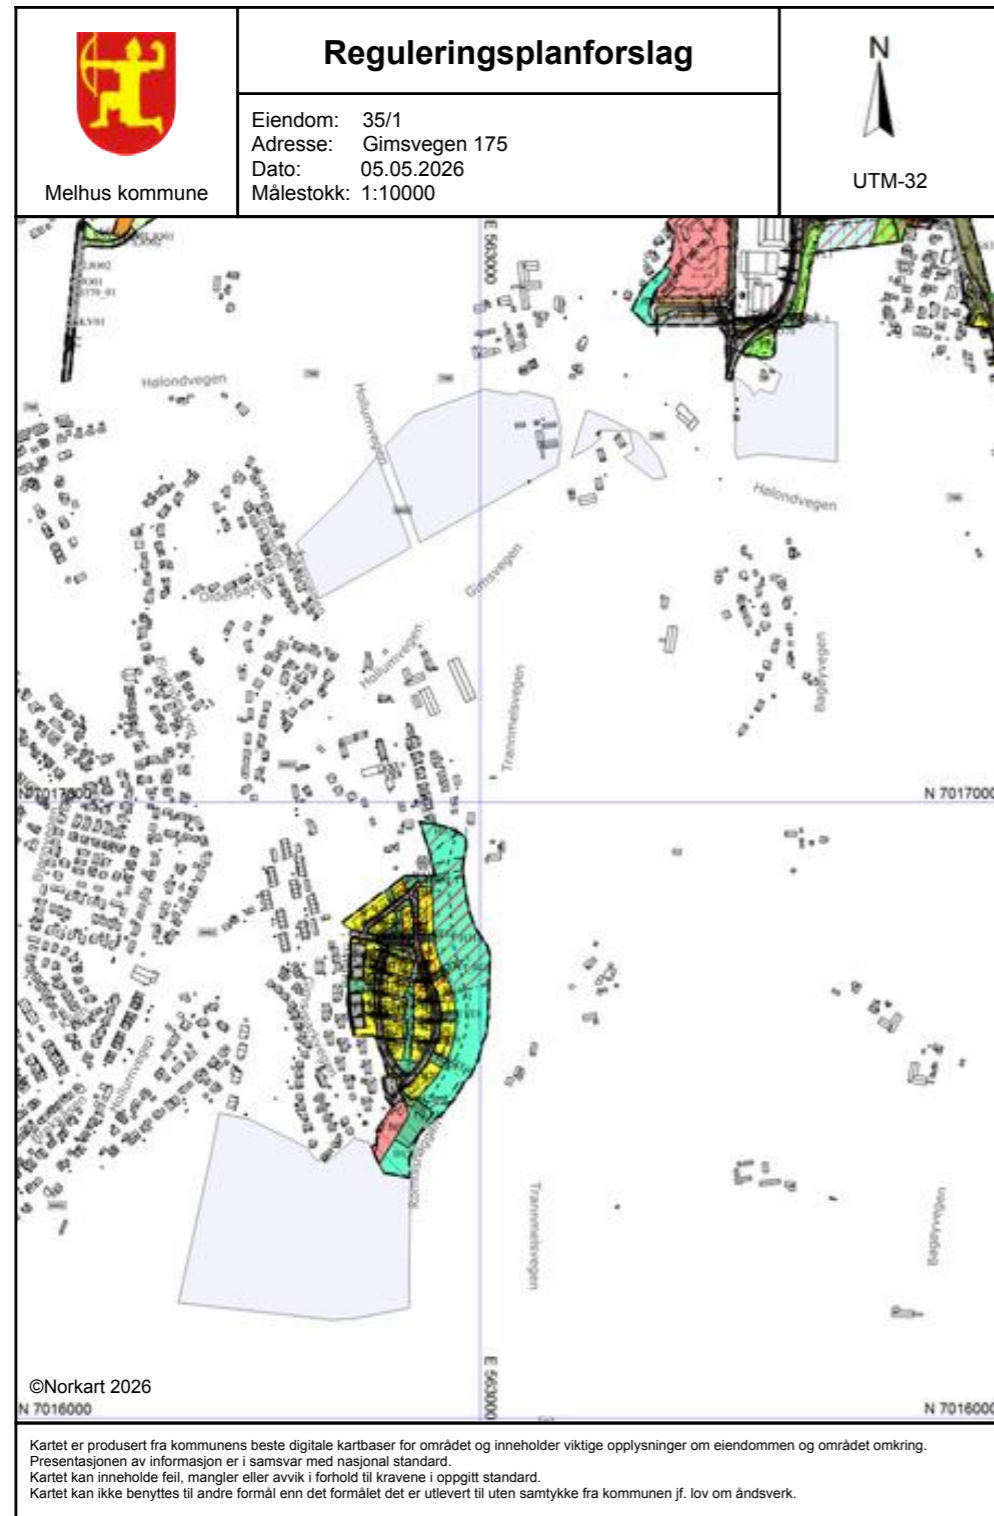 Reguleringsplanforslag
Melhus kommune
Eiendom: 35/1
Adresse: Gimsvegen 175
Dato: 05.05.2026
Målestokk: 1:10000
N
UTM-32
E 563000
Hølondvegen
Hollumvegen
Hølondvegen
Gimsvegen
Hollumvegen
Bagøyvegen
Trannmelsvegen
N 7017000
N 7017000
Hollumvegen
Trannmelsvegen
Bagøyvegen
E 563000
©Norkart 2026
N 7016000
N 7016000
Kartet er produsert fra kommunens beste digitale kartbaser for området og inneholder viktige opplysninger om eiendommen og området omkring.
Presentasjonen av informasjon er i samsvar med nasjonal standard.
Kartet kan inneholde feil, mangler eller avvik i forhold til kravene i oppgitt standard.
Kartet kan ikke benyttes til andre formål enn det formålet det er utlevert til uten samtykke fra kommunen jf. lov om åndsverk.